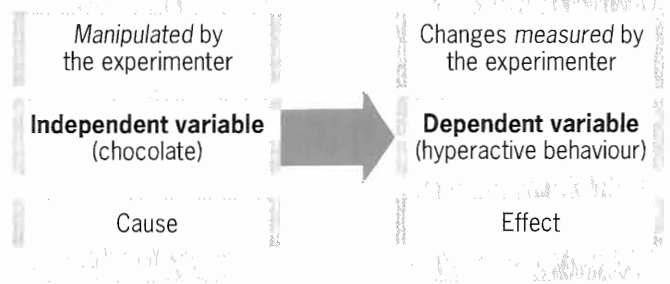 Manipulated by
the experimenter
Independent variable
(chocolate)
Cause
Changes measured by
the experimenter
Dependent variable
(hyperactive behaviour)
Effect